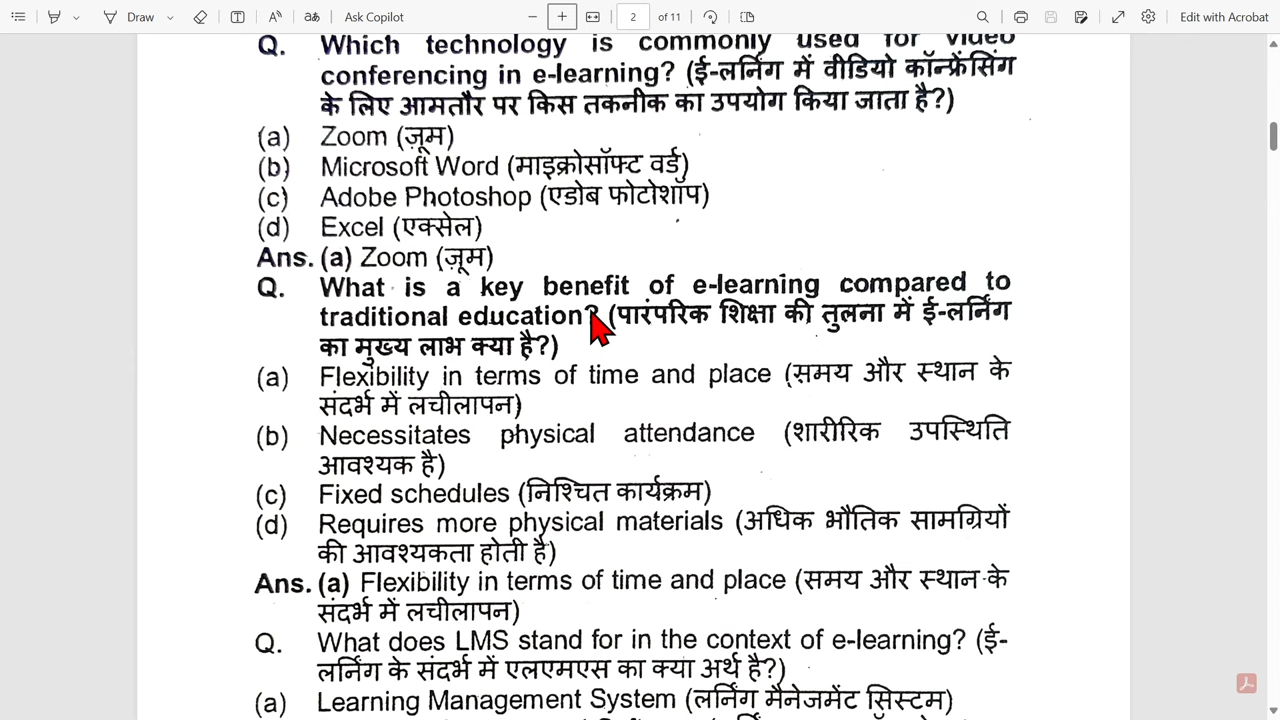 Draw
Ask Copilot
2 of 11
Edit with Acrobat
Q. Which technology is commonly used for video
conferencing in e-learning? (ई-लर्निंग में वीडियो कॉन्फ्रेंसिंग
के लिए आमतौर पर किस तकनीक का उपयोग किया जाता है?)
(a) Zoom (ज़ूम)
(b) Microsoft Word (माइक्रोसॉफ्ट वर्ड)
(c) Adobe Photoshop (एडोब फोटोशॉप)
(d) Excel (एक्सेल)
Ans. (a) Zoom (ज़ूम)
Q. What is a key benefit of e-learning compared to
traditional education? (पारंपरिक शिक्षा की तुलना में ई-लर्निंग
का मुख्य लाभ क्या है?)
(a) Flexibility in terms of time and place (समय और स्थान के
संदर्भ में लचीलापन)
(b) Necessitates physical attendance (शारीरिक उपस्थिति
आवश्यक है)
(c) Fixed schedules (निश्चित कार्यक्रम)
(d) Requires more physical materials (अधिक भौतिक सामग्रियों
की आवश्यकता होती है)
Ans. (a) Flexibility in terms of time and place (समय और स्थान के
संदर्भ में लचीलापन)
Q. What does LMS stand for in the context of e-learning? (ई-
लर्निंग के संदर्भ में एलएमएस का क्या अर्थ है?)
(a) Learning Management System (लर्निंग मैनेजमेंट सिस्टम)